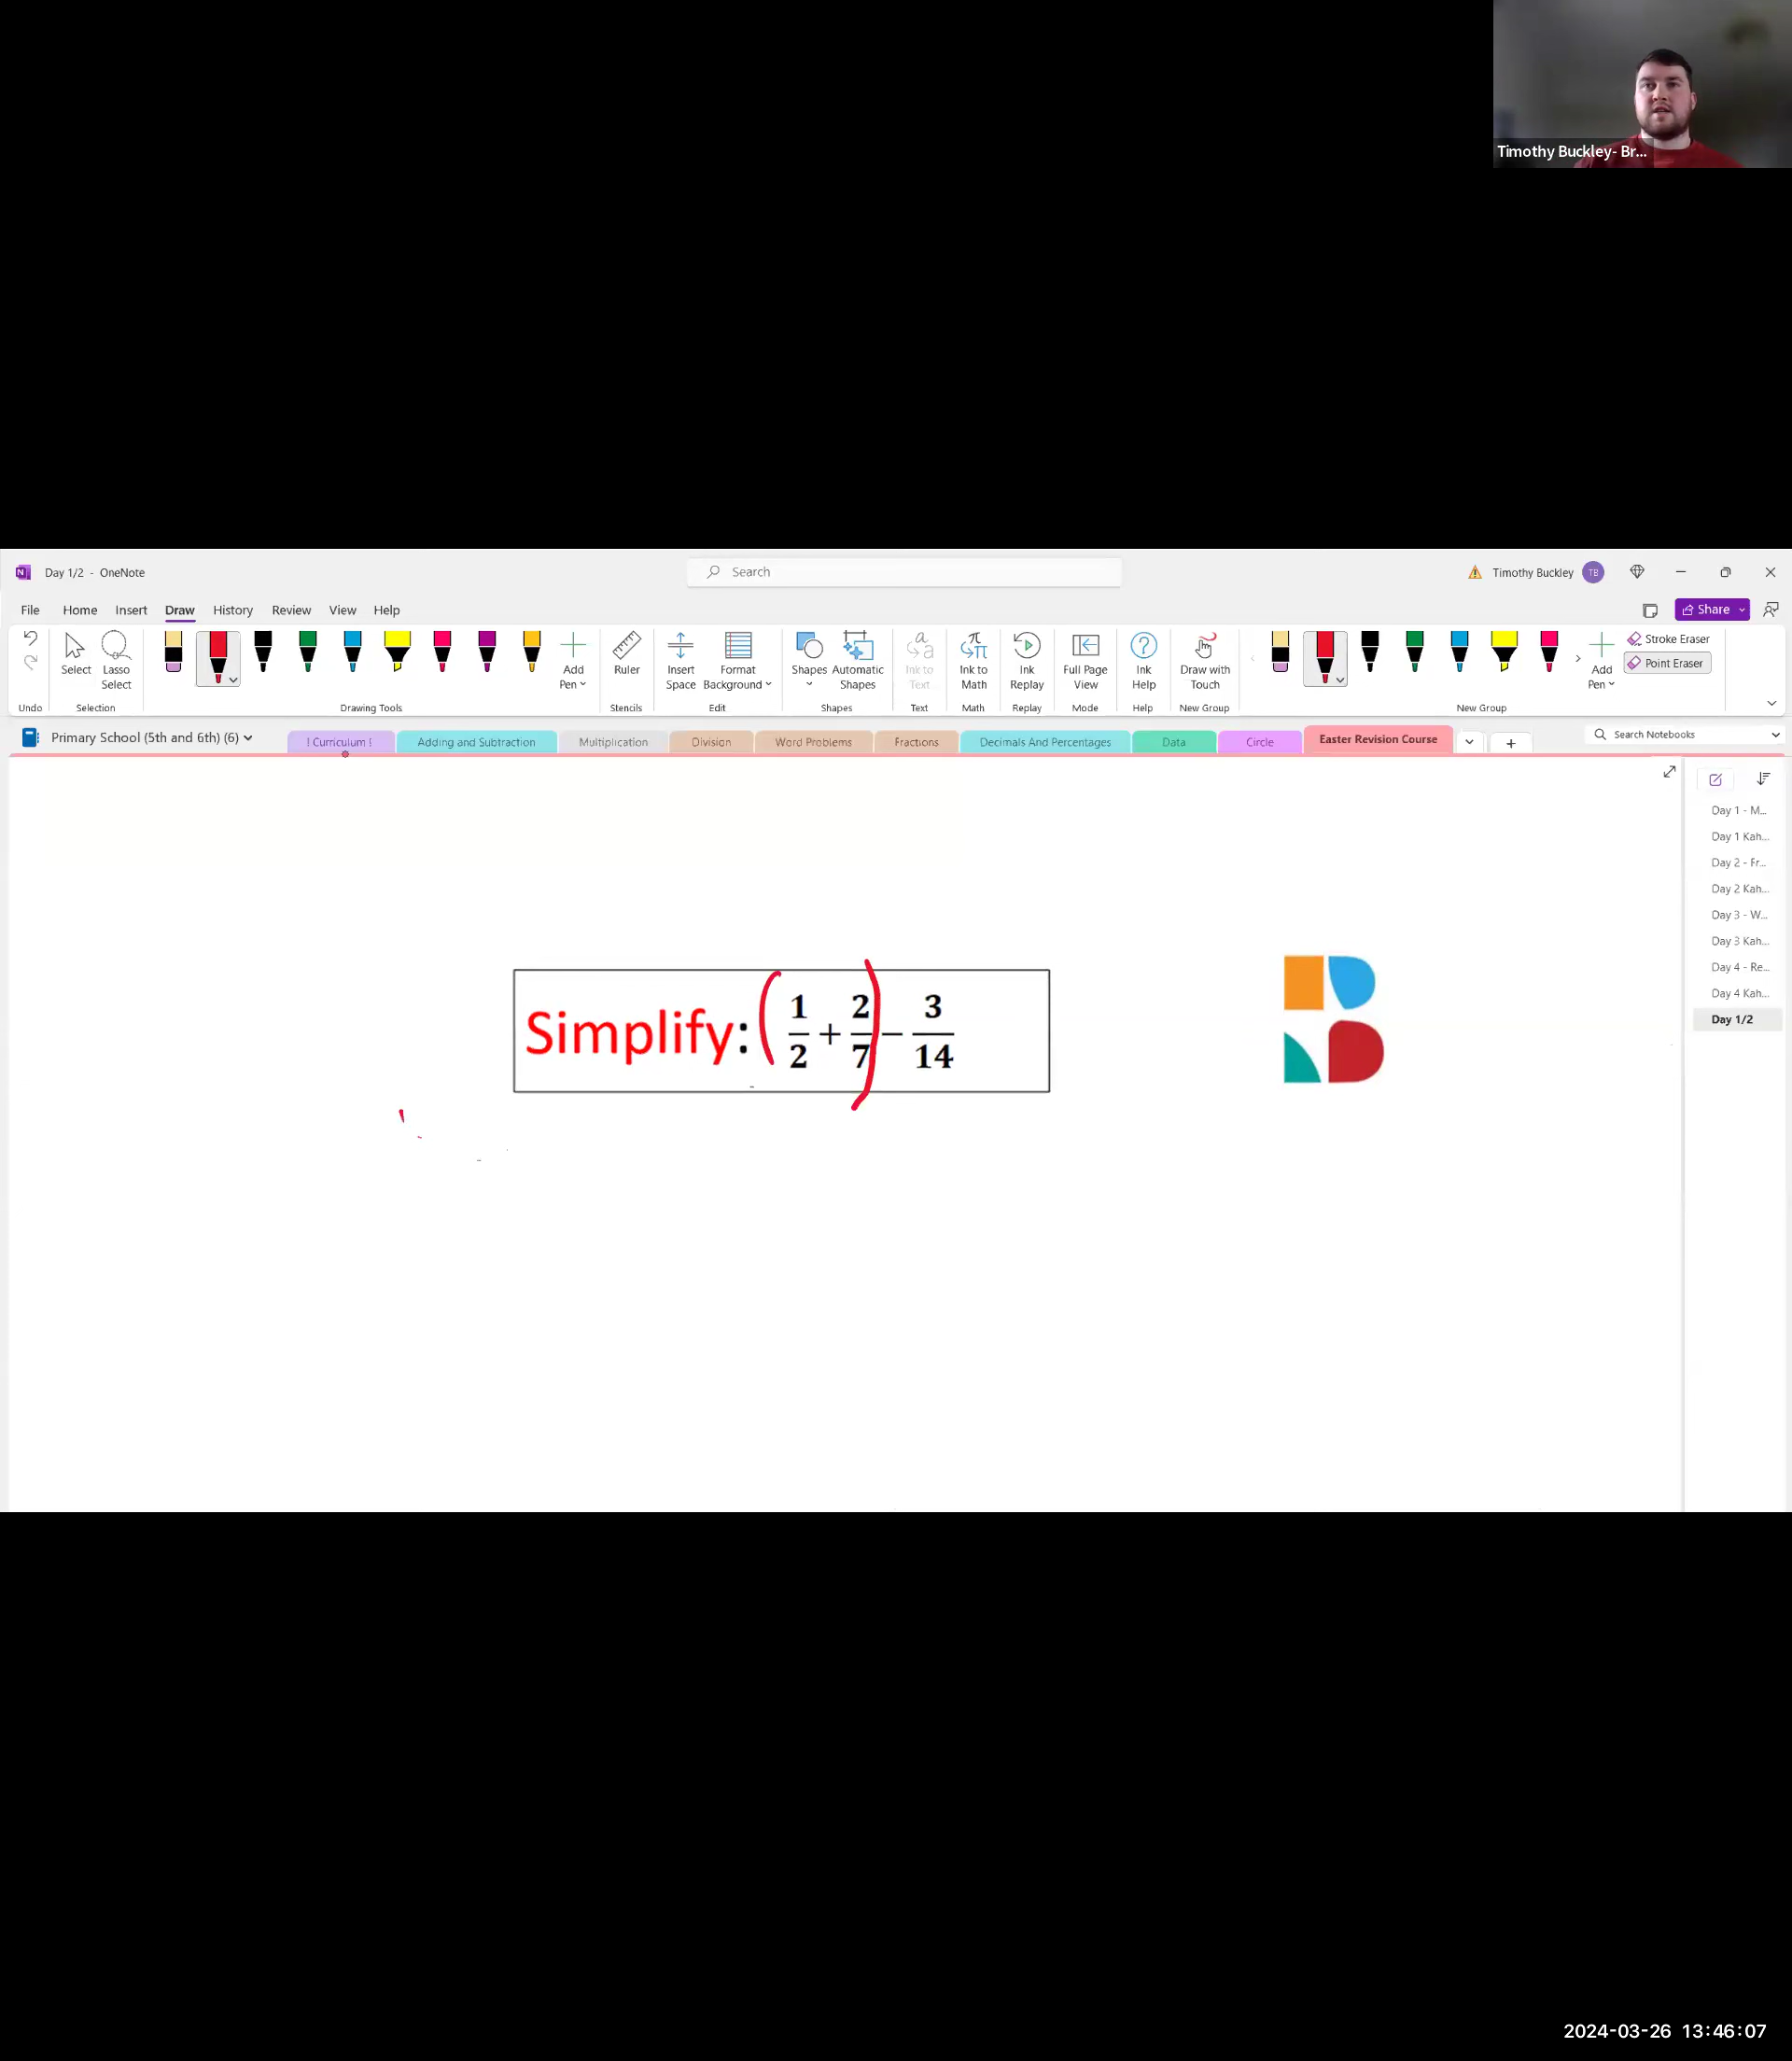 Timothy Buckley- Br...
Day 1/2 - OneNote
Search
Timothy Buckley TB
File Home Insert Draw History Review View Help
Share
Select
Lasso Select
Add Pen
Ruler
Insert Space
Format Background
Shapes
Automatic Shapes
Ink to Text
Ink to Math
Ink Replay
Full Page View
Ink Help
Draw with Touch
Add Pen
Stroke Eraser
Point Eraser
Undo Selection Drawing Tools Stencils Edit Shapes Text Math Replay Mode Help New Group New Group
Primary School (5th and 6th) (6) ! Curriculum ! Adding and Subtraction Multiplication Division Word Problems Fractions Decimals And Percentages Data Circle Easter Revision Course + Search Notebooks
Day 1 - M...
Day 1 Kah...
Day 2 - Fr...
Day 2 Kah...
Day 3 - W...
Day 3 Kah...
Day 4 - Re...
Day 4 Kah...
Day 1/2
Simplify: (1/2 + 2/7) − 3/14
2024-03-26 13:46:07